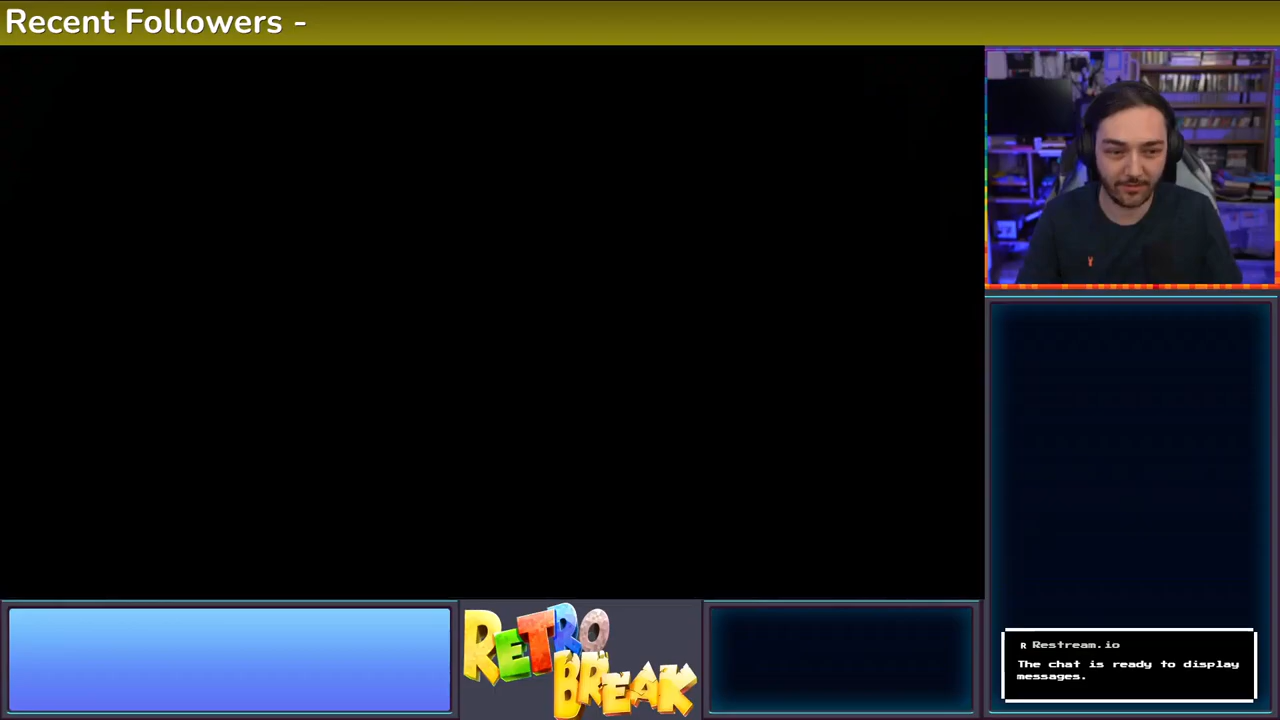 Recent Followers -
RETRO
BREAK
R Restream.io
The chat is ready to display
messages.